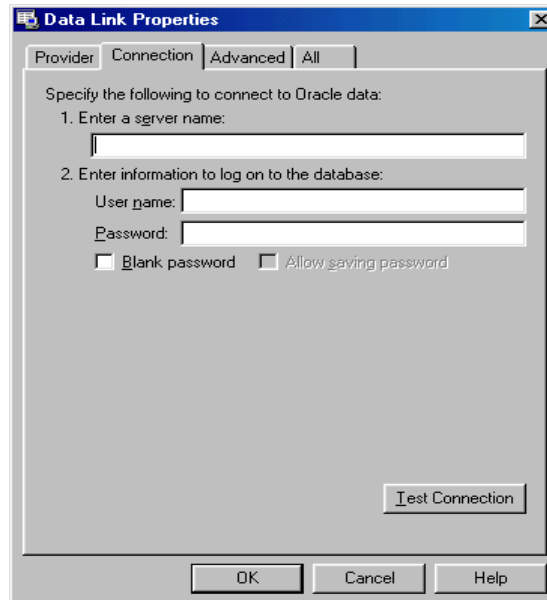 Data Link Properties
Provider Connection Advanced All
Specify the following to connect to Oracle data:
1. Enter a server name:
2. Enter information to log on to the database:
User name:
Password:
Blank password Allow saving password
Test Connection
OK Cancel Help